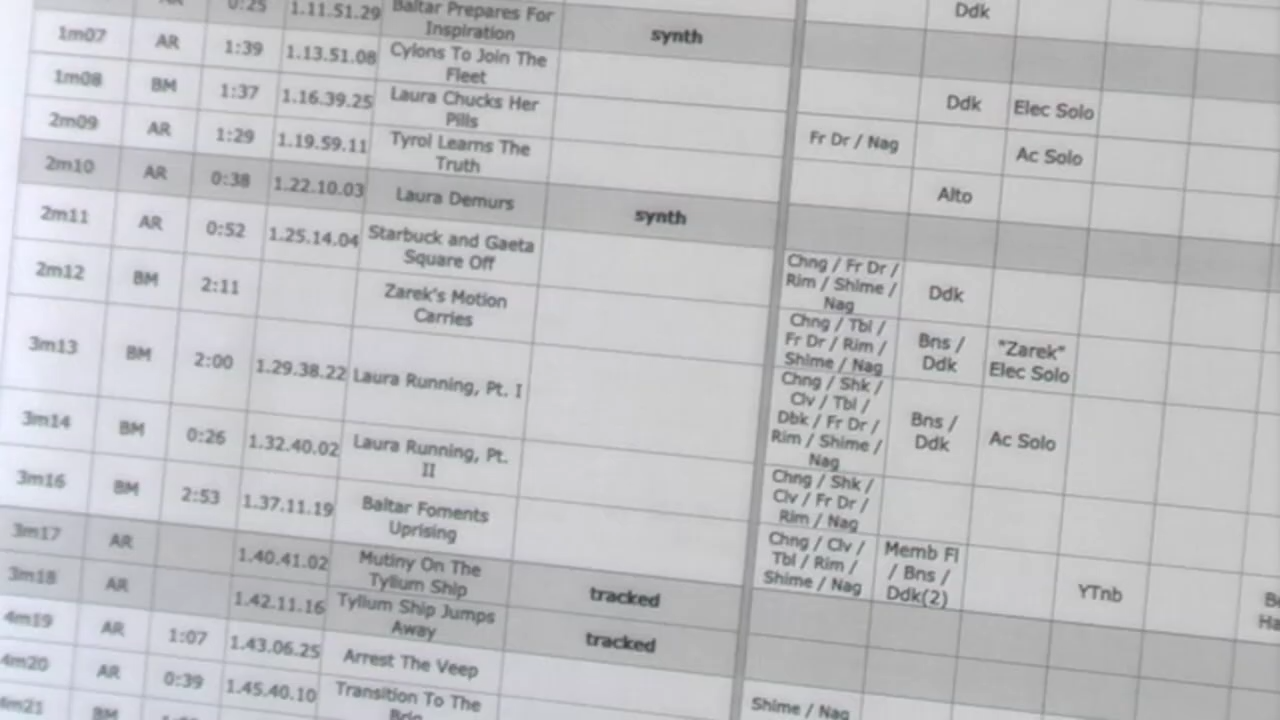 0:25 1.11.51.29 Baltar Prepares For Inspiration synth Ddk
1m07 AR 1:39 1.13.51.08 Cylons To Join The Fleet
1m08 BM 1:37 1.16.39.25 Laura Chucks Her Pills Ddk Elec Solo
2m09 AR 1:29 1.19.59.11 Tyrol Learns The Truth Fr Dr / Nag Ac Solo
2m10 AR 0:38 1.22.10.03 Laura Demurs synth Alto
2m11 AR 0:52 1.25.14.04 Starbuck and Gaeta Square Off
2m12 BM 2:11 Zarek's Motion Carries Chng / Fr Dr / Rim / Shime / Nag Ddk
3m13 BM 2:00 1.29.38.22 Laura Running, Pt. I Chng / Tbl / Fr Dr / Rim / Shime / Nag Bns / Ddk "Zarek" Elec Solo
3m14 BM 0:26 1.32.40.02 Laura Running, Pt. II Chng / Shk / Clv / Tbl / Dbk / Fr Dr / Rim / Shime / Nag Bns / Ddk Ac Solo
3m16 BM 2:53 1.37.11.19 Baltar Foments Uprising Chng / Shk / Clv / Fr Dr / Rim / Nag
3m17 AR 1.40.41.02 Mutiny On The Tylium Ship tracked Chng / Clv / Tbl / Rim / Shime / Nag Memb Fl / Bns / Ddk(2) YTnb
3m18 AR 1.42.11.16 Tylium Ship Jumps Away tracked
4m19 AR 1:07 1.43.06.25 Arrest The Veep
4m20 AR 0:39 1.45.40.10 Transition To The Brig Shime / Nag
4m21 BM